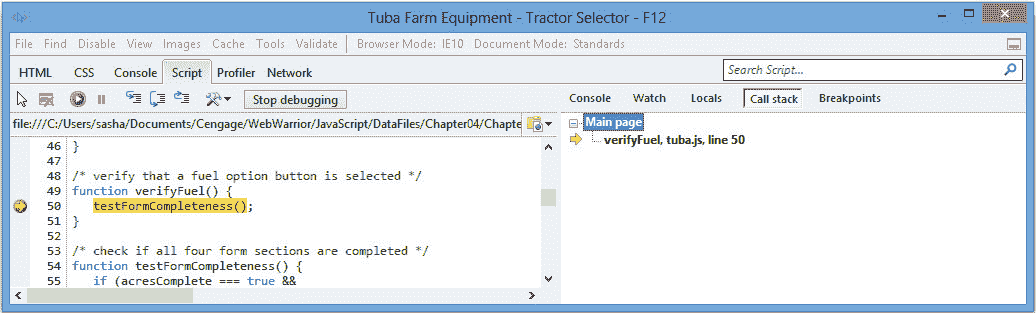 Tuba Farm Equipment - Tractor Selector - F12
File Find Disable View Images Cache Tools Validate | Browser Mode: IE10 Document Mode: Standards
HTML CSS Console Script Profiler Network
Search Script...
Stop debugging
Console Watch Locals Call stack Breakpoints
file:///C:/Users/sasha/Documents/Cengage/WebWarrior/JavaScript/DataFiles/Chapter04/Chapte
46 }
47
48 /* verify that a fuel option button is selected */
49 function verifyFuel() {
50 testFormCompleteness();
51 }
52
53 /* check if all four form sections are completed */
54 function testFormCompleteness() {
55 if (acresComplete === true &&
Main page
verifyFuel, tuba.js, line 50